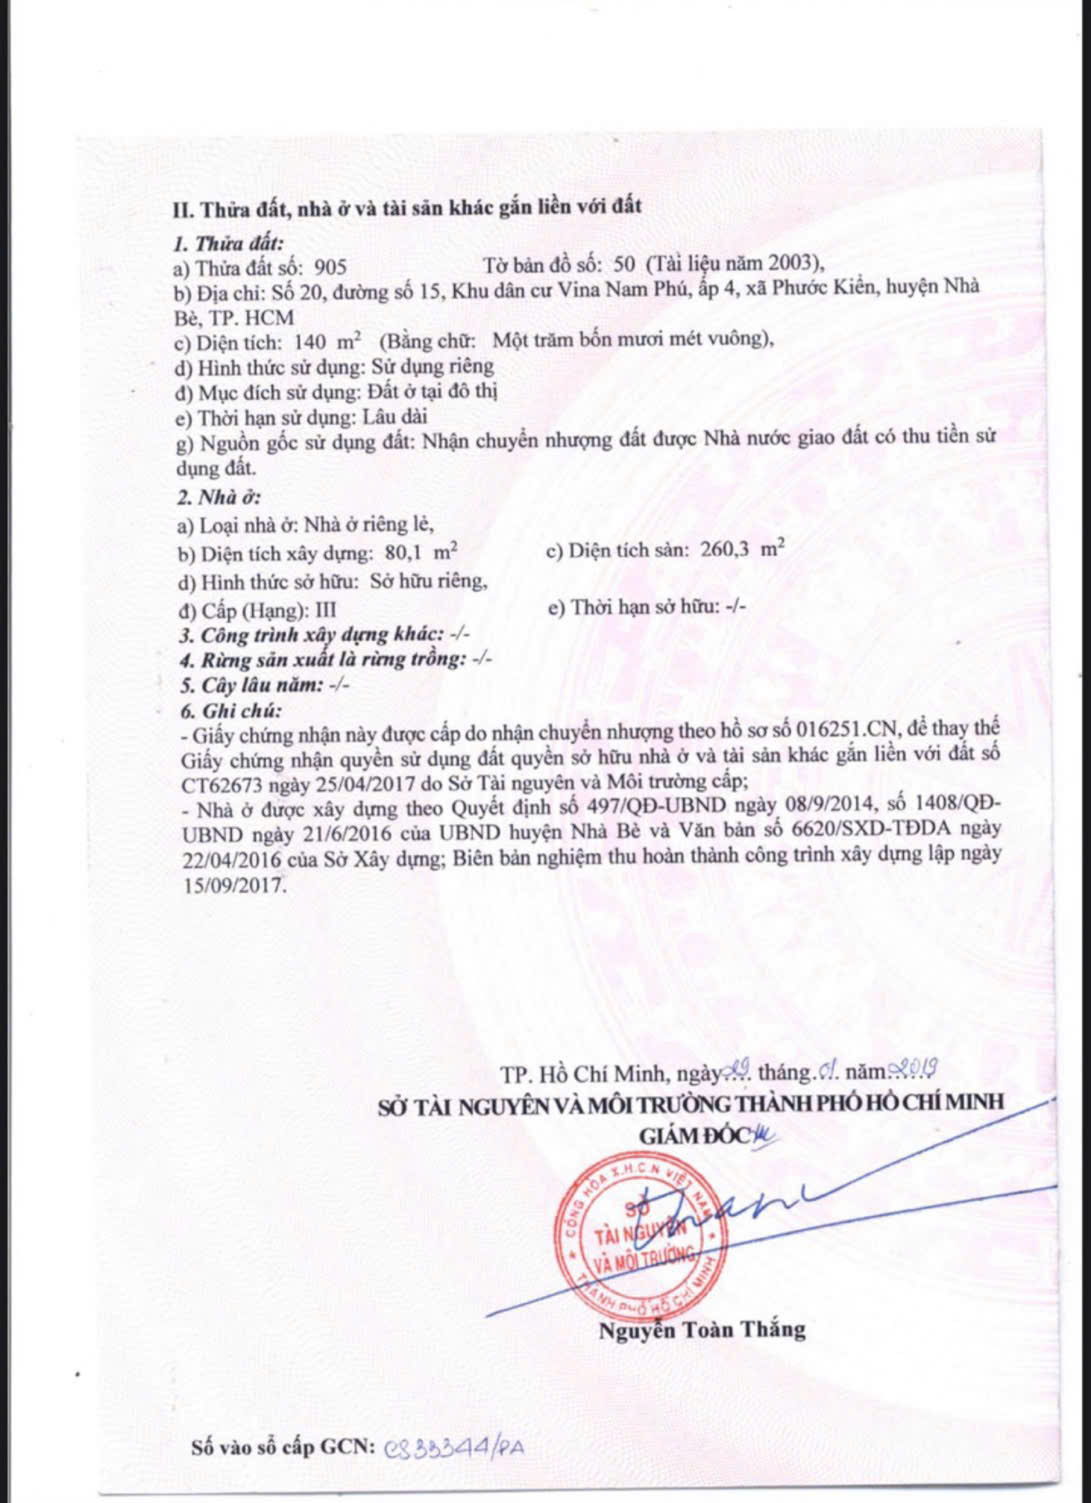 II. Thửa đất, nhà ở và tài sản khác gắn liền với đất
1. Thửa đất:
a) Thửa đất số: 905 Tờ bản đồ số: 50 (Tài liệu năm 2003),
b) Địa chỉ: Số 20, đường số 15, Khu dân cư Vina Nam Phú, ấp 4, xã Phước Kiển, huyện Nhà
Bè, TP. HCM
c) Diện tích: 140 m² (Bằng chữ: Một trăm bốn mươi mét vuông),
d) Hình thức sử dụng: Sử dụng riêng
đ) Mục đích sử dụng: Đất ở tại đô thị
e) Thời hạn sử dụng: Lâu dài
g) Nguồn gốc sử dụng đất: Nhận chuyển nhượng đất được Nhà nước giao đất có thu tiền sử
dụng đất.
2. Nhà ở:
a) Loại nhà ở: Nhà ở riêng lẻ,
b) Diện tích xây dựng: 80,1 m² c) Diện tích sàn: 260,3 m²
d) Hình thức sở hữu: Sở hữu riêng,
đ) Cấp (Hạng): III e) Thời hạn sở hữu: -/-
3. Công trình xây dựng khác: -/-
4. Rừng sản xuất là rừng trồng: -/-
5. Cây lâu năm: -/-
6. Ghi chú:
- Giấy chứng nhận này được cấp do nhận chuyển nhượng theo hồ sơ số 016251.CN, để thay thế
Giấy chứng nhận quyền sử dụng đất quyền sở hữu nhà ở và tài sản khác gắn liền với đất số
CT62673 ngày 25/04/2017 do Sở Tài nguyên và Môi trường cấp;
- Nhà ở được xây dựng theo Quyết định số 497/QĐ-UBND ngày 08/9/2014, số 1408/QĐ-
UBND ngày 21/6/2016 của UBND huyện Nhà Bè và Văn bản số 6620/SXD-TĐDA ngày
22/04/2016 của Sở Xây dựng; Biên bản nghiệm thu hoàn thành công trình xây dựng lập ngày
15/09/2017.
TP. Hồ Chí Minh, ngày 29 tháng 01 năm 2019
SỞ TÀI NGUYÊN VÀ MÔI TRƯỜNG THÀNH PHỐ HỒ CHÍ MINH
GIÁM ĐỐC
CỘNG HÒA X.H.C.N VIỆT NAM
SỞ
TÀI NGUYÊN
VÀ MÔI TRƯỜNG
THÀNH PHỐ HỒ CHÍ MINH
Nguyễn Toàn Thắng
Số vào sổ cấp GCN: CS33344/PA